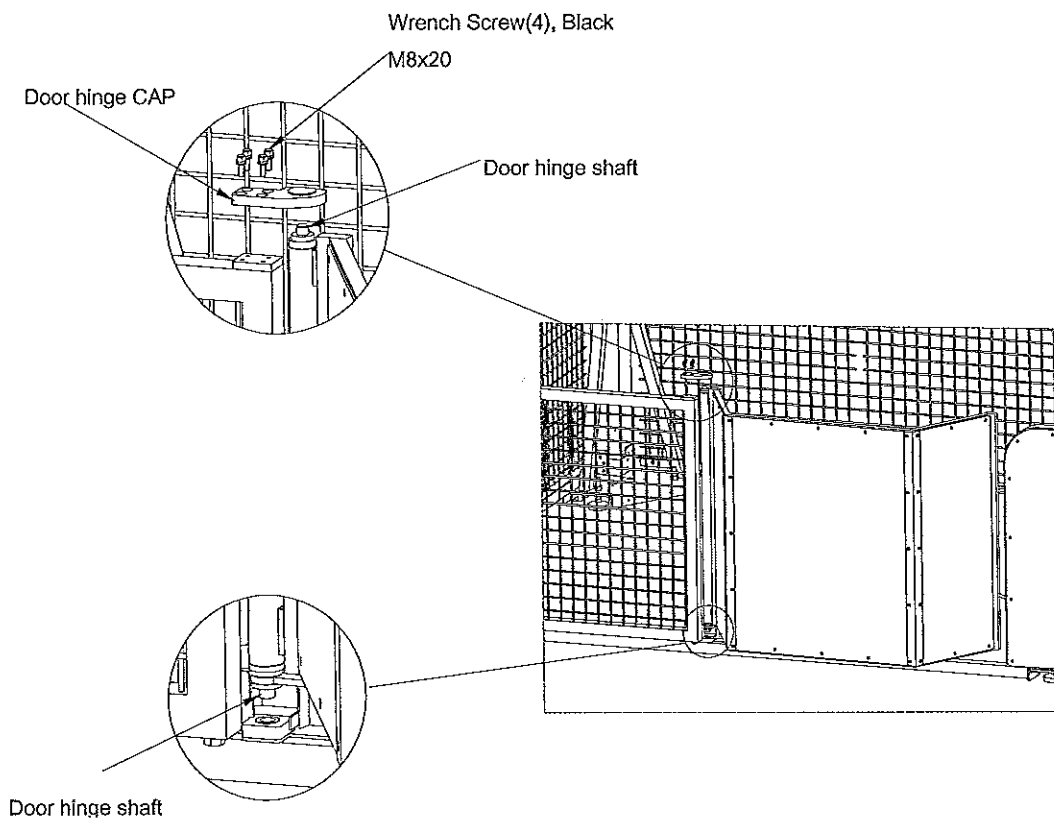 Wrench Screw(4), Black
M8x20
Door hinge CAP
Door hinge shaft
Door hinge shaft